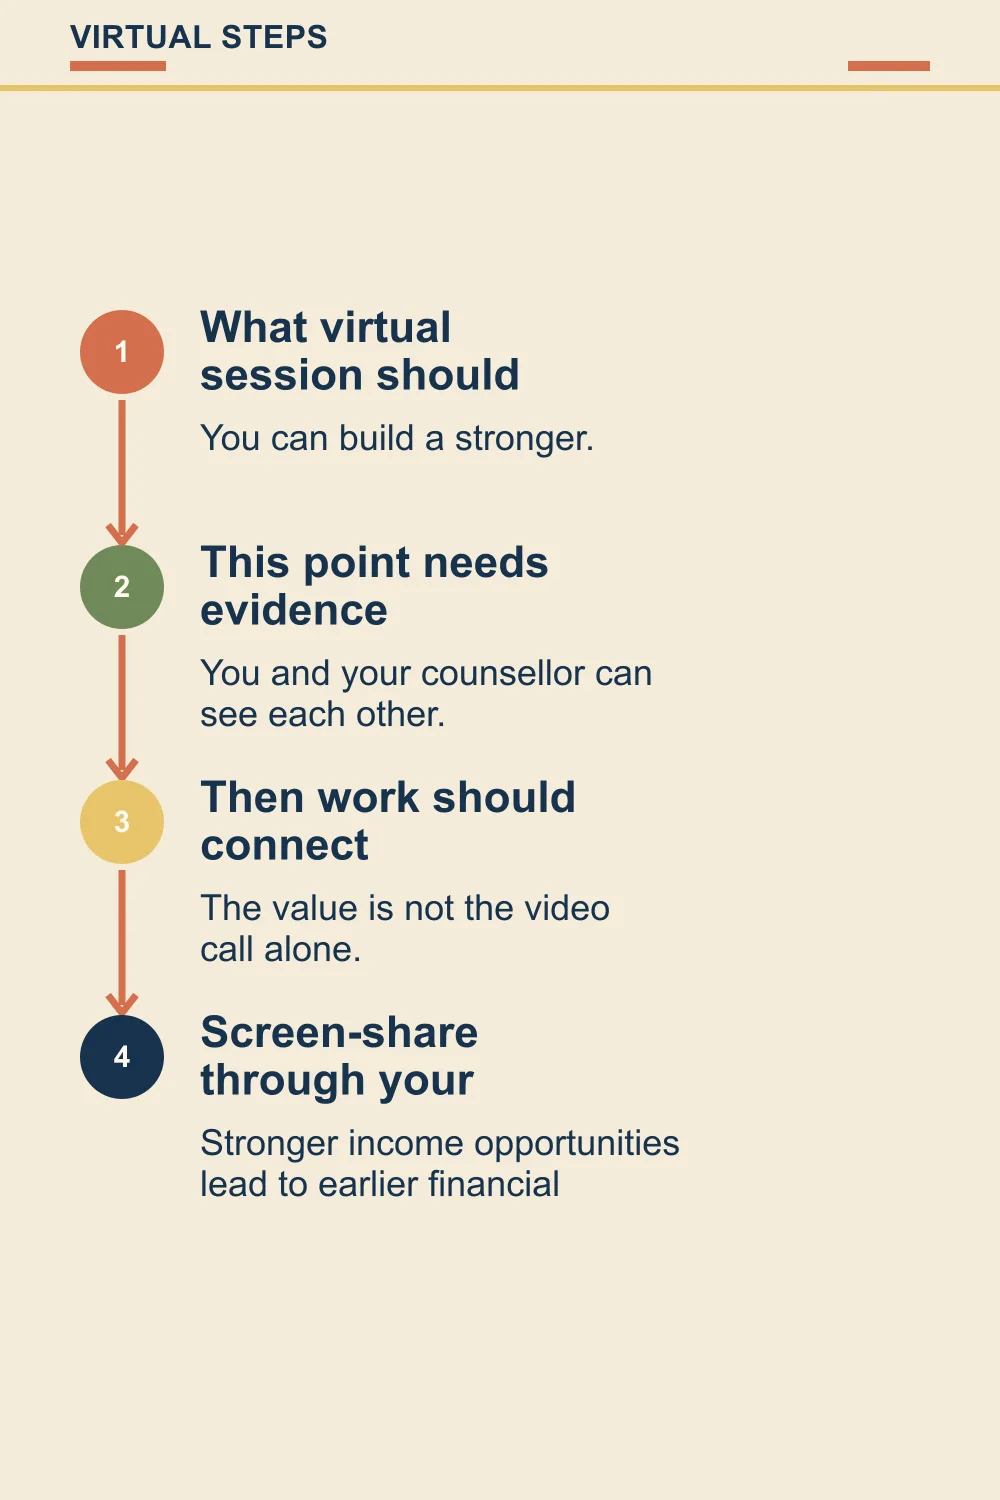 VIRTUAL STEPS
1
What virtual
session should
You can build a stronger.
2
This point needs
evidence
You and your counsellor can
see each other.
3
Then work should
connect
The value is not the video
call alone.
4
Screen-share
through your
Stronger income opportunities
lead to earlier financial